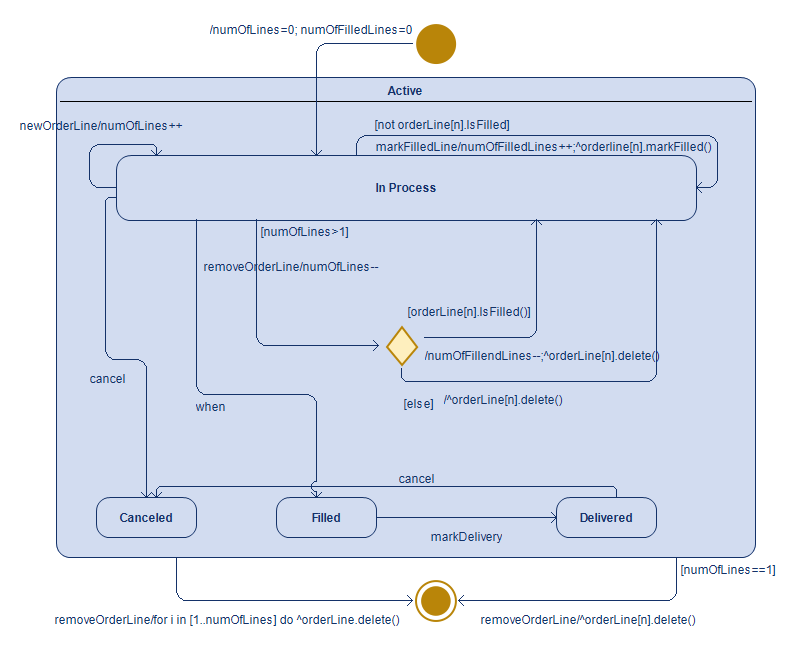 /numOfLines=0; numOfFilledLines=0
Active
newOrderLine/numOfLines++
[not orderLine[n].IsFilled]
markFilledLine/numOfFilledLines++;^orderline[n].markFilled()
In Process
[numOfLines>1]
removeOrderLine/numOfLines--
[orderLine[n].IsFilled()]
/numOfFillendLines--;^orderLine[n].delete()
cancel
when
[else]
/^orderLine[n].delete()
cancel
Canceled
Filled
Delivered
markDelivery
[numOfLines==1]
removeOrderLine/for i in [1..numOfLines] do ^orderLine.delete()
removeOrderLine/^orderLine[n].delete()